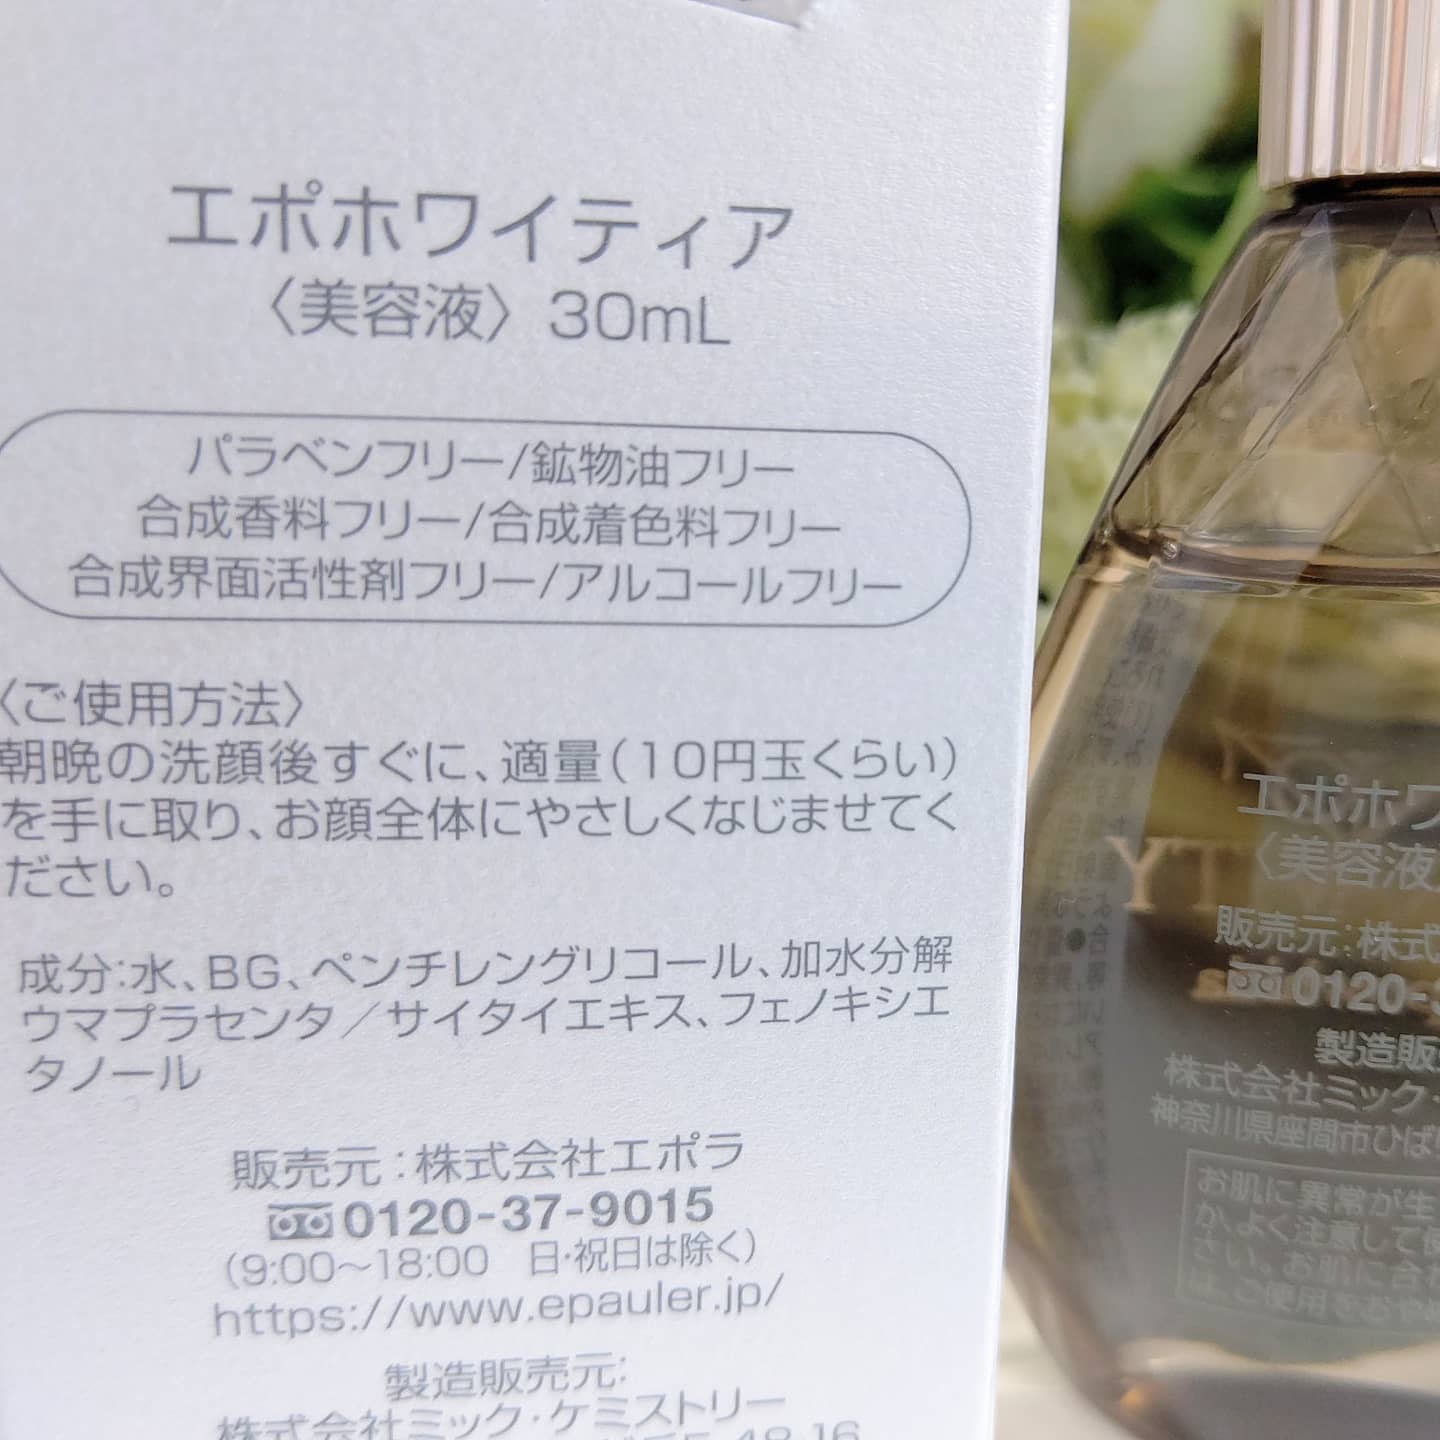 エポホワイティア
〈美容液〉 30mL
パラベンフリー/鉱物油フリー
合成香料フリー/合成着色料フリー
合成界面活性剤フリー/アルコールフリー
〈ご使用方法〉
朝晩の洗顔後すぐに、適量(10円玉くらい)
を手に取り、お顔全体にやさしくなじませてく
ださい。
成分:水、BG、ペンチレングリコール、加水分解
ウマプラセンタ/サイタイエキス、フェノキシエ
タノール
販売元:株式会社エポラ
0120-37-9015
(9:00~18:00 日・祝日は除く)
https://www.epauler.jp/
製造販売元:
株式会社ミック・ケミストリー
エポホワ
〈美容液
販売元:株式
0120-3
製造販
株式会社ミック・
神奈川県座間市ひば
お肌に異常が生
か、よく注意して使
さい。お肌に合わ
は、ご使用をおや